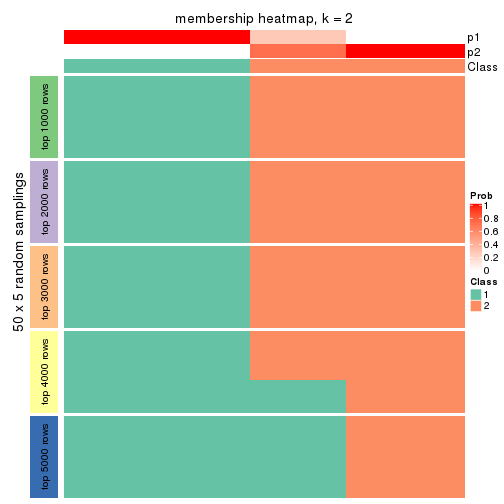 membership heatmap, k = 2
p1
p2
Class
50 x 5 random samplings
top 1000 rows
top 2000 rows
top 3000 rows
top 4000 rows
top 5000 rows
Prob
1
0.8
0.6
0.4
0.2
0
Class
1
2